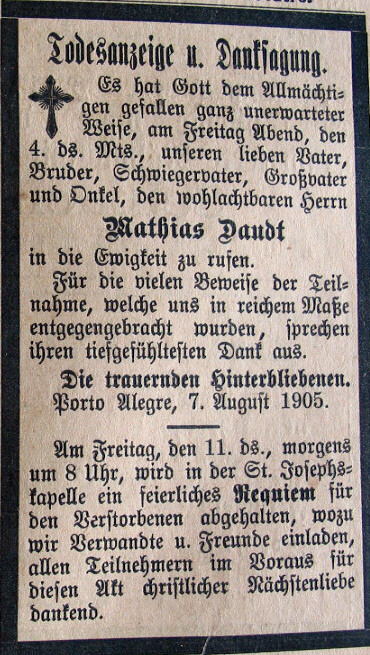 Todesanzeige u. Danksagung.
Es hat Gott dem Allmächti-
gen gefallen ganz unerwarteter
Weise, am Freitag Abend, den
4. ds. Mts., unseren lieben Vater,
Bruder, Schwiegervater, Großvater
und Onkel, den wohlachtbaren Herrn
Mathias Daudt
in die Ewigkeit zu rufen.
Für die vielen Beweise der Teil-
nahme, welche uns in reichem Maße
entgegengebracht wurden, sprechen
ihren tiefgefühltesten Dank aus.
Die trauernden Hinterbliebenen.
Porto Alegre, 7. August 1905.
Am Freitag, den 11. ds., morgens
um 8 Uhr, wird in der St. Josephs-
kapelle ein feierliches Requiem für
den Verstorbenen abgehalten, wozu
wir Verwandte u. Freunde einladen,
allen Teilnehmern im Voraus für
diesen Akt christlicher Nächstenliebe
dankend.